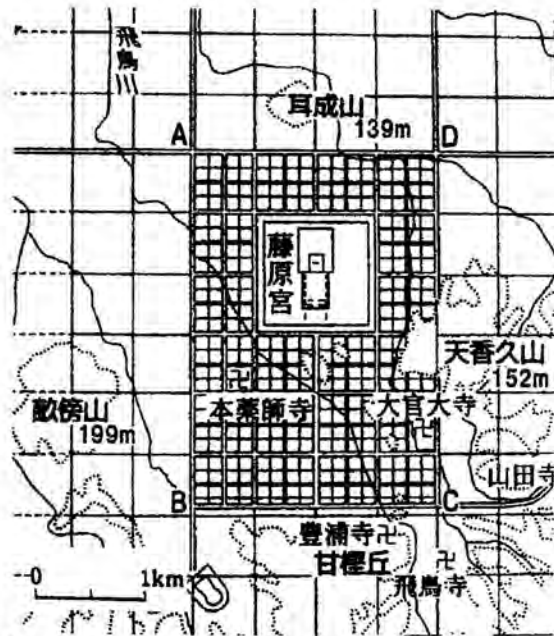 飛鳥川
A
耳成山
139m
D
藤原宮
天香久山
152m
畝傍山
199m
本薬師寺
大官大寺
山田寺
B
C
豊浦寺
甘樫丘
飛鳥寺
0
1km